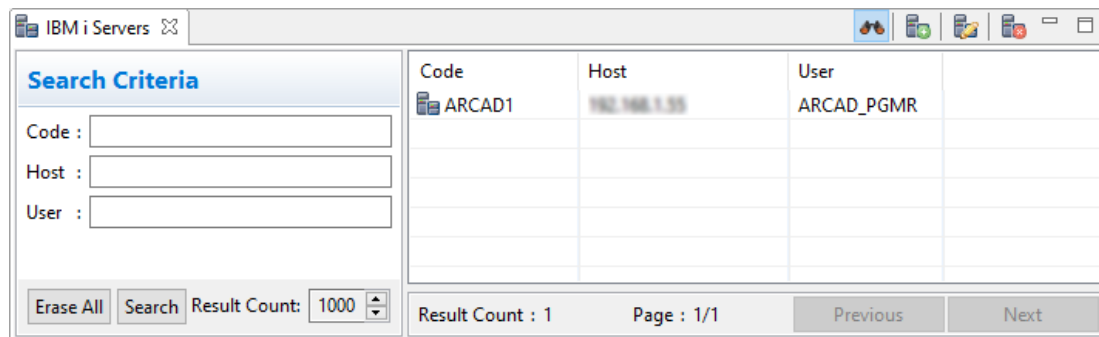 IBM i Servers
Search Criteria
Code :
Host :
User :
Erase All Search Result Count: 1000
Code Host User
ARCAD1 ARCAD_PGMR
Result Count : 1 Page : 1/1 Previous Next